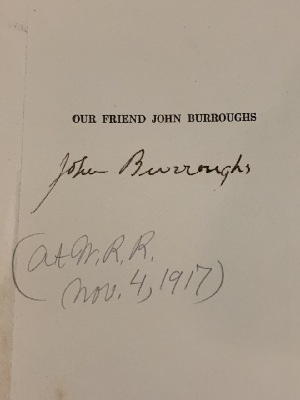 OUR FRIEND JOHN BURROUGHS
John Burroughs
(At W.R.R.
Nov. 4, 1917)